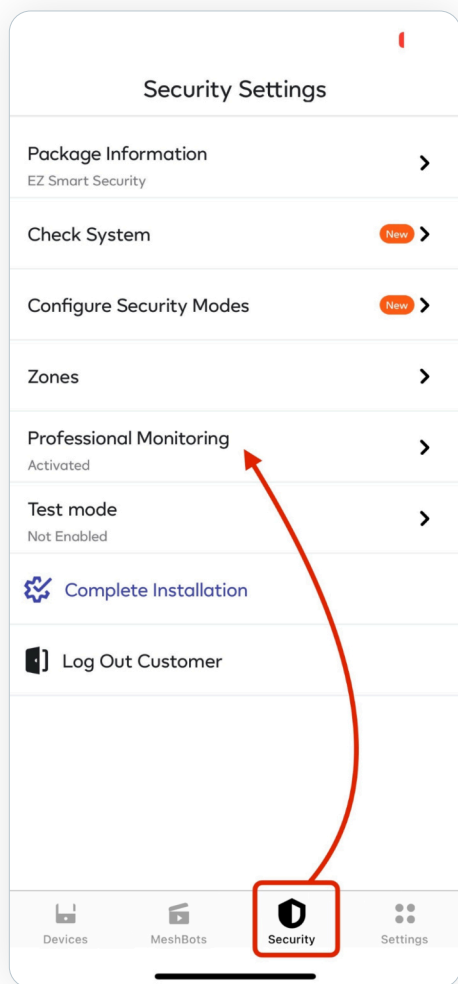 Security Settings
Package Information
EZ Smart Security
Check System
New
Configure Security Modes
New
Zones
Professional Monitoring
Activated
Test mode
Not Enabled
Complete Installation
Log Out Customer
Devices
MeshBots
Security
Settings